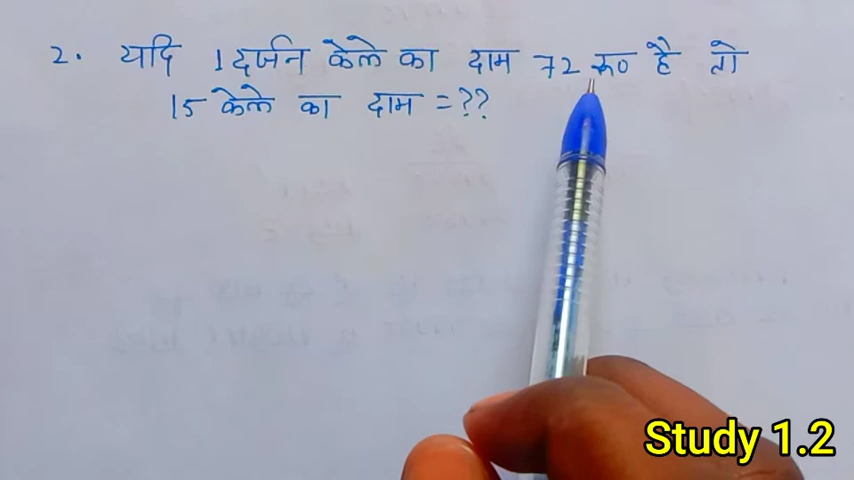 2. यदि 1 दर्जन केले का दाम 72 रू० है तो
15 केले का दाम = ??
Study 1.2